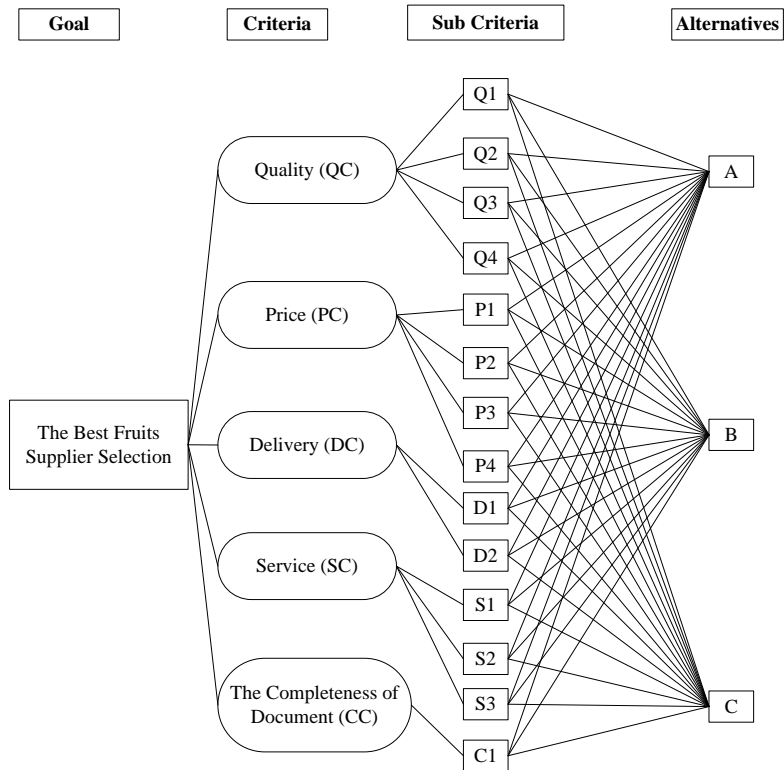 Goal
Criteria
Sub Criteria
Alternatives
Q1
Quality (QC)
Q2
A
Q3
Q4
Price (PC)
P1
P2
P3
The Best Fruits
Supplier Selection
Delivery (DC)
B
P4
D1
D2
Service (SC)
S1
S2
The Completeness of
Document (CC)
S3
C
C1